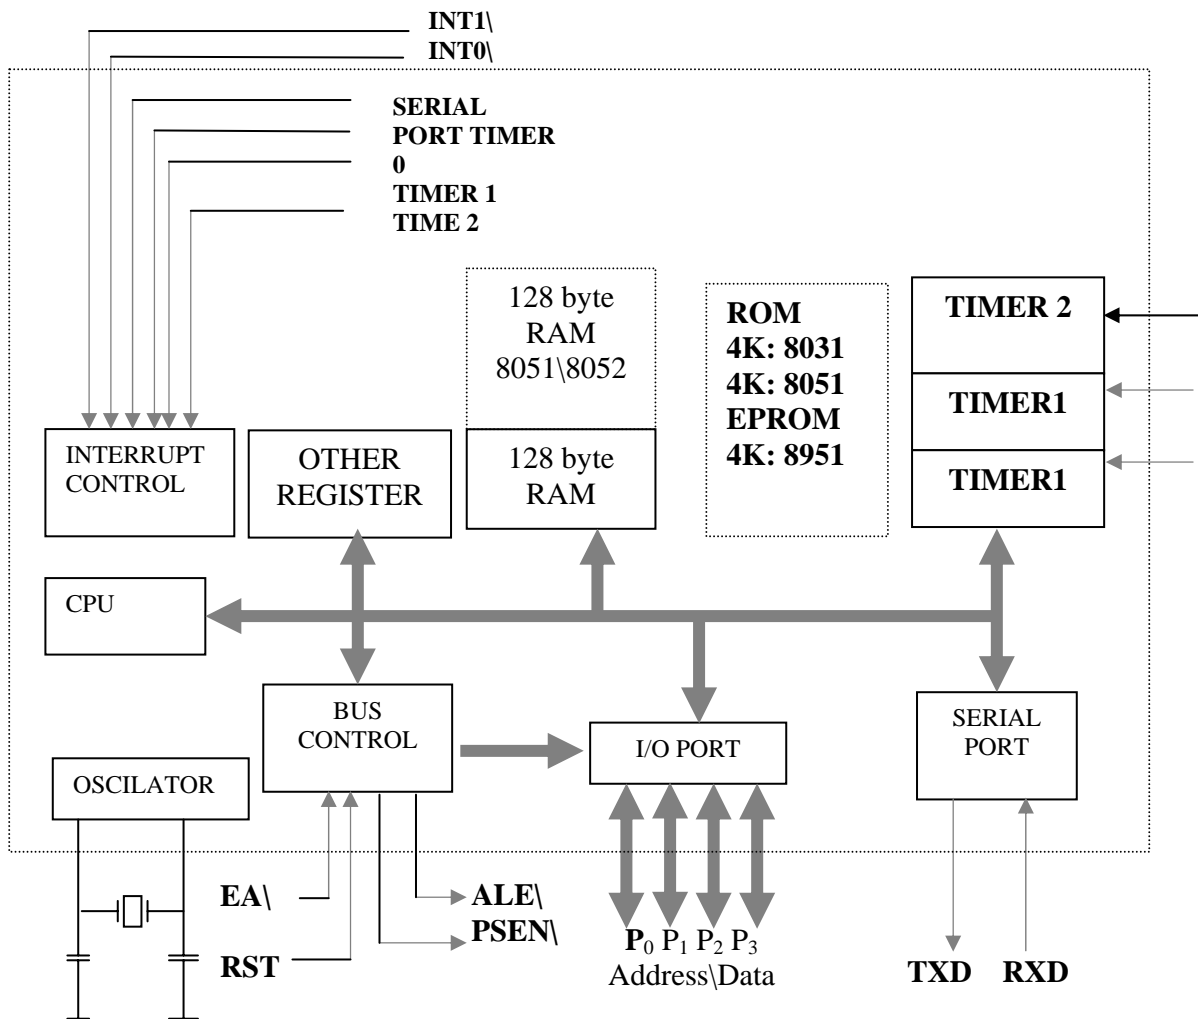 INT1\
INT0\
SERIAL
PORT TIMER
0
TIMER 1
TIME 2
128 byte
RAM
8051\8052
128 byte
RAM
ROM
4K: 8031
4K: 8051
EPROM
4K: 8951
TIMER 2
TIMER1
TIMER1
INTERRUPT
CONTROL
OTHER
REGISTER
CPU
BUS
CONTROL
I/O PORT
SERIAL
PORT
OSCILATOR
EA\
RST
ALE\
PSEN\
P0 P1 P2 P3
Address\Data
TXD RXD